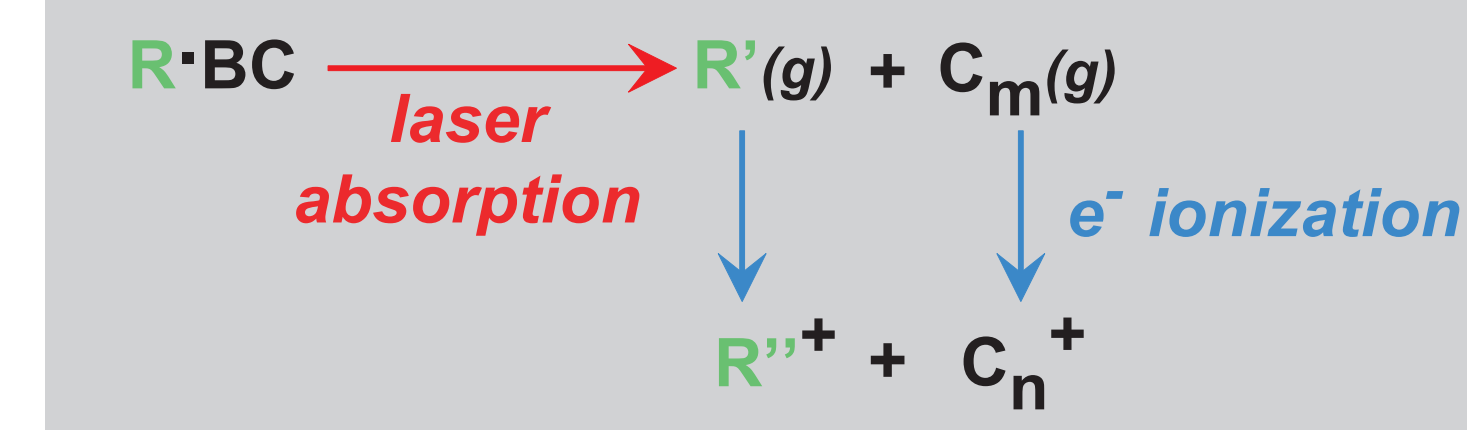 R·BC R’(g) + Cm(g)
laser
absorption
e- ionization
R’’+ + Cn+